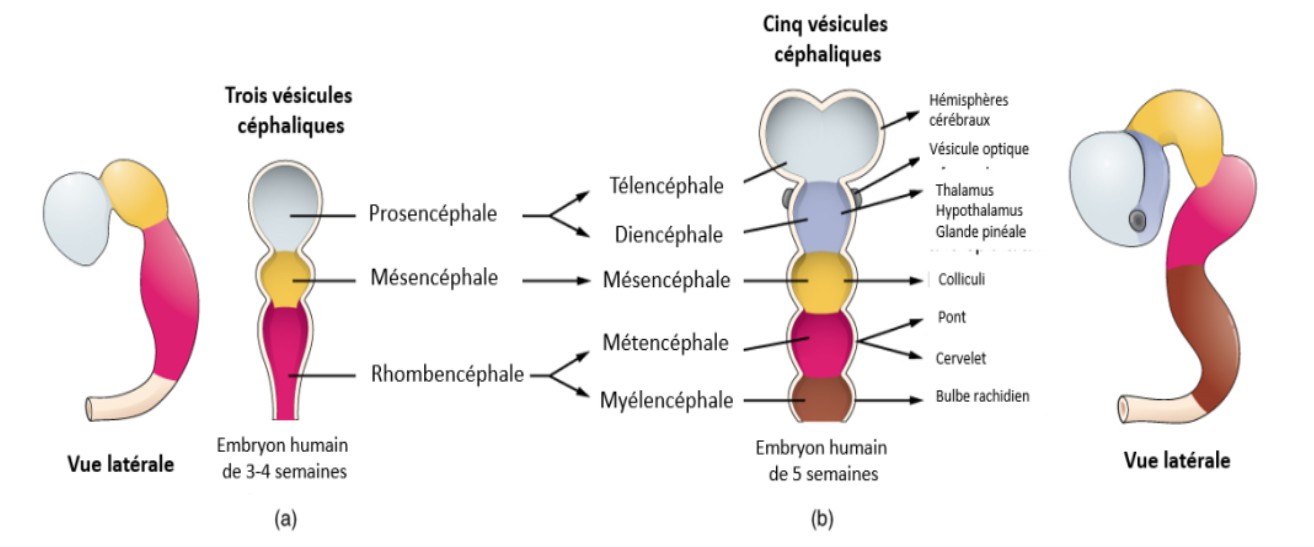 Trois vésicules
céphaliques
Prosencéphale
Mésencéphale
Rhombencéphale
Vue latérale
Embryon humain
de 3-4 semaines
(a)
Cinq vésicules
céphaliques
Télencéphale
Diencéphale
Mésencéphale
Métencéphale
Myélencéphale
Hémisphères
cérébraux
Vésicule optique
Thalamus
Hypothalamus
Glande pinéale
Colliculi
Pont
Cervelet
Bulbe rachidien
Embryon humain
de 5 semaines
(b)
Vue latérale